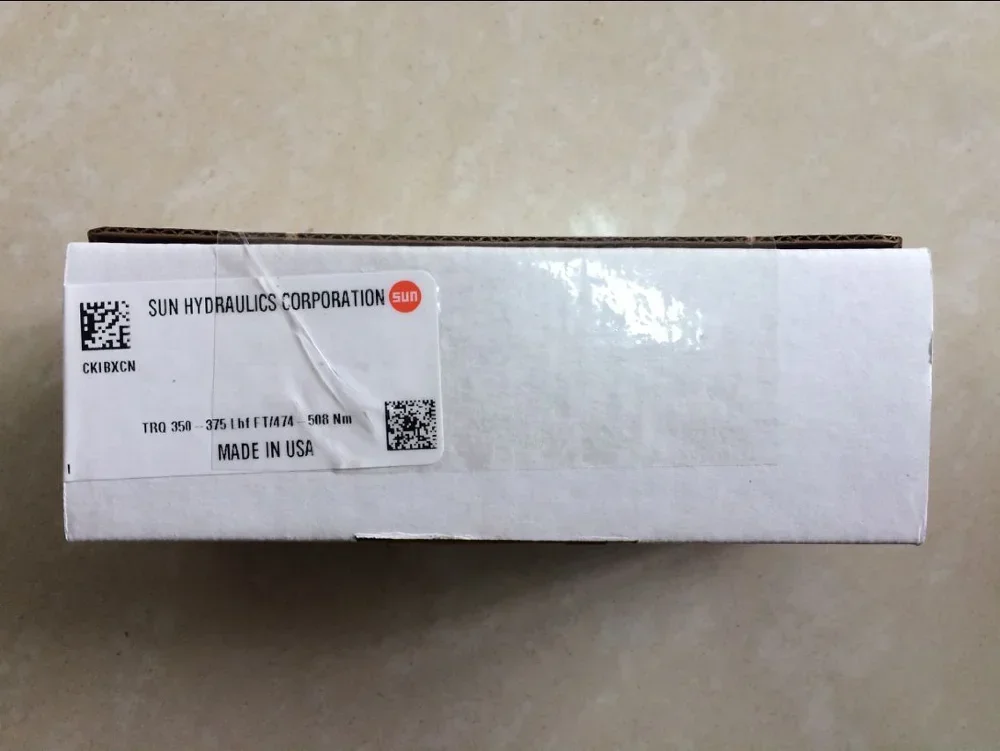 SUN HYDRAULICS CORPORATION sun
CKIBXCN
TRQ 350 - 375 Lbf FT/474 - 508 Nm
MADE IN USA